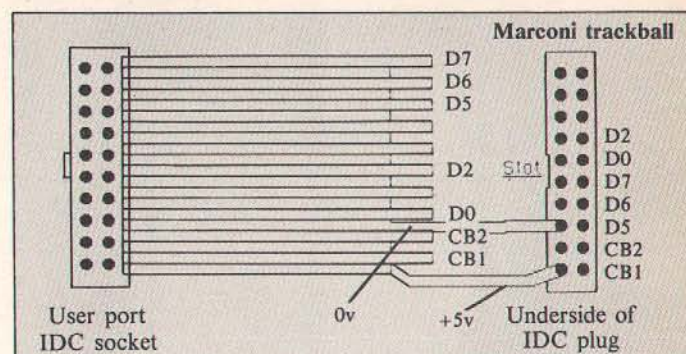 Marconi trackball
D7
D6
D5
D2
D0
CB2
CB1
Slot
D2
D0
D7
D6
D5
CB2
CB1
0v
+5v
User port
IDC socket
Underside of
IDC plug